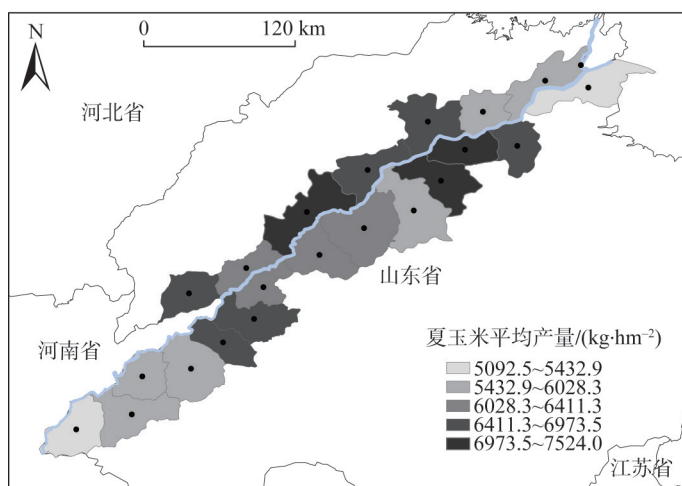 N
0 120 km
河北省
山东省
河南省
夏玉米平均产量/(kg·hm⁻²)
5092.5~5432.9
5432.9~6028.3
6028.3~6411.3
6411.3~6973.5
6973.5~7524.0
江苏省